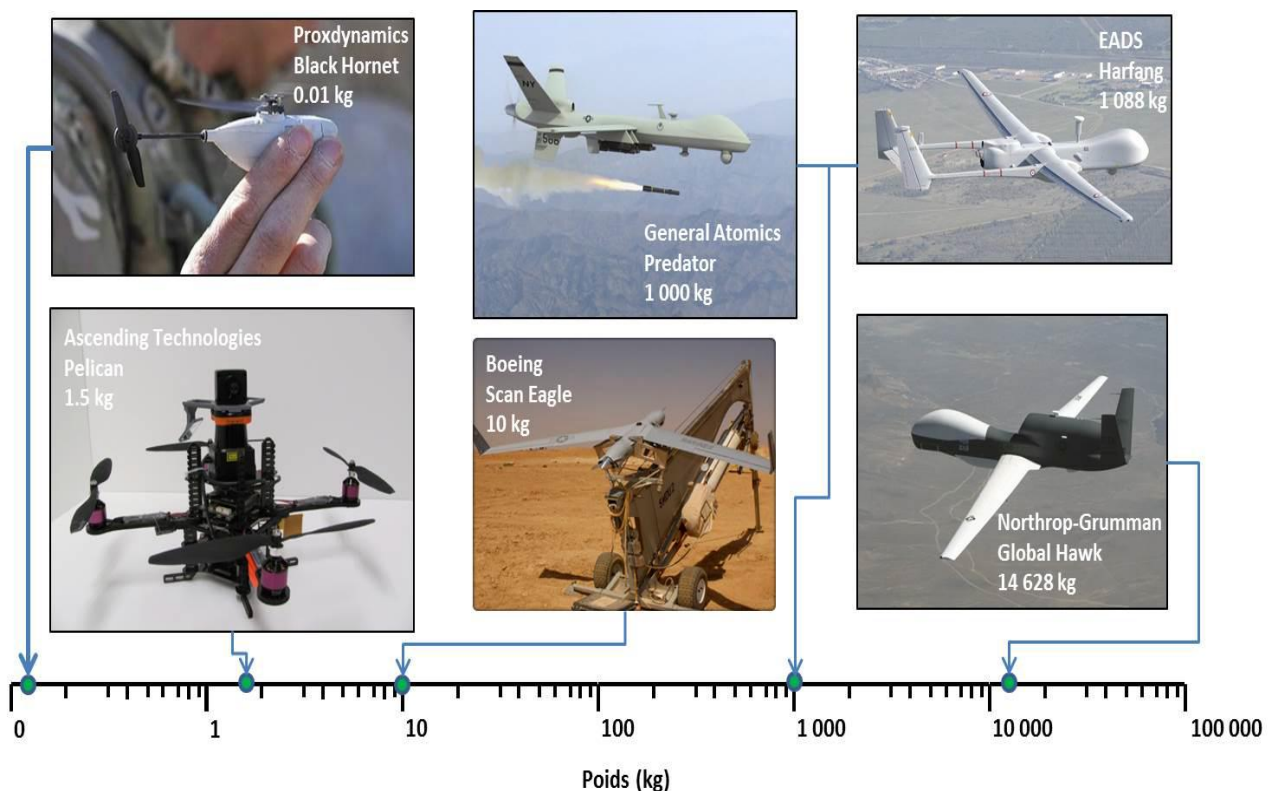 Proxdynamics
Black Hornet
0.01 kg
General Atomics
Predator
1 000 kg
NY
EADS
Harfang
1 088 kg
Ascending Technologies
Pelican
1.5 kg
Boeing
Scan Eagle
10 kg
Northrop-Grumman
Global Hawk
14 628 kg
0 1 10 100 1 000 10 000 100 000
Poids (kg)